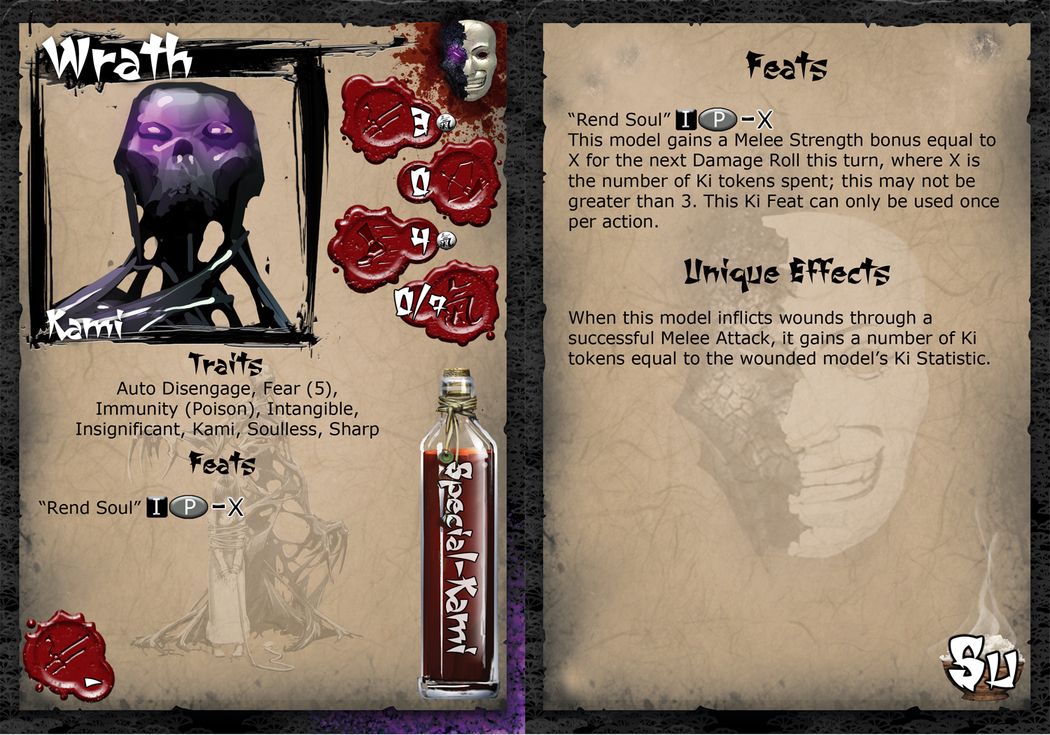 Wrath
3
0
4
0/7
氣
Kami
Traits
Auto Disengage, Fear (5),
Immunity (Poison), Intangible,
Insignificant, Kami, Soulless, Sharp
Feats
“Rend Soul” I P -X
Special-Kami
Feats
“Rend Soul” I P -X
This model gains a Melee Strength bonus equal to
X for the next Damage Roll this turn, where X is
the number of Ki tokens spent; this may not be
greater than 3. This Ki Feat can only be used once
per action.
Unique Effects
When this model inflicts wounds through a
successful Melee Attack, it gains a number of Ki
tokens equal to the wounded model’s Ki Statistic.
Su